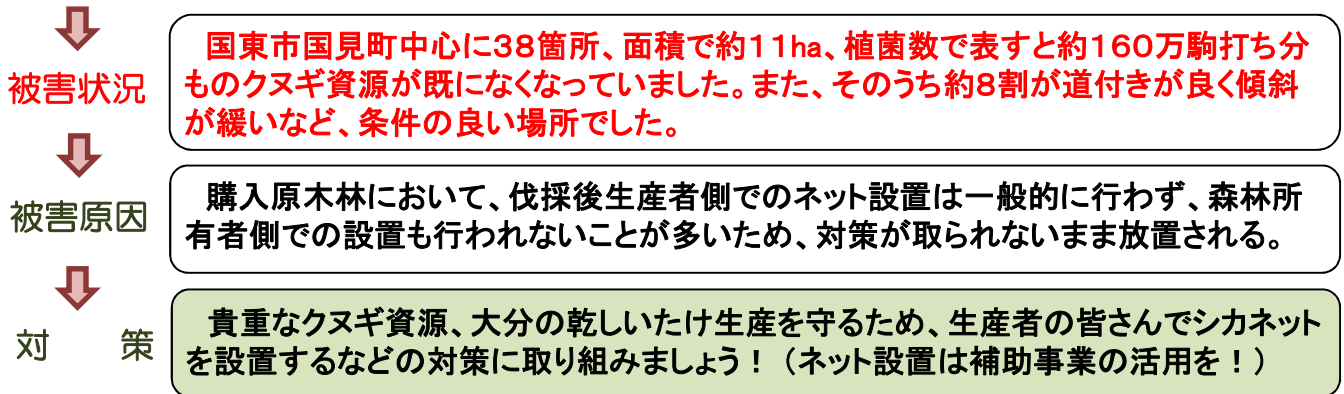 被害状況
国東市国見町中心に38箇所、面積で約11ha、植菌数で表すと約160万駒打ち分
ものクヌギ資源が既になくなっていました。また、そのうち約8割が道付きが良く傾斜
が緩いなど、条件の良い場所でした。
被害原因
購入原木林において、伐採後生産者側でのネット設置は一般的に行わず、森林所
有者側での設置も行われないことが多いため、対策が取られないまま放置される。
対　策
貴重なクヌギ資源、大分の乾しいたけ生産を守るため、生産者の皆さんでシカネット
を設置するなどの対策に取り組みましょう！（ネット設置は補助事業の活用を！）